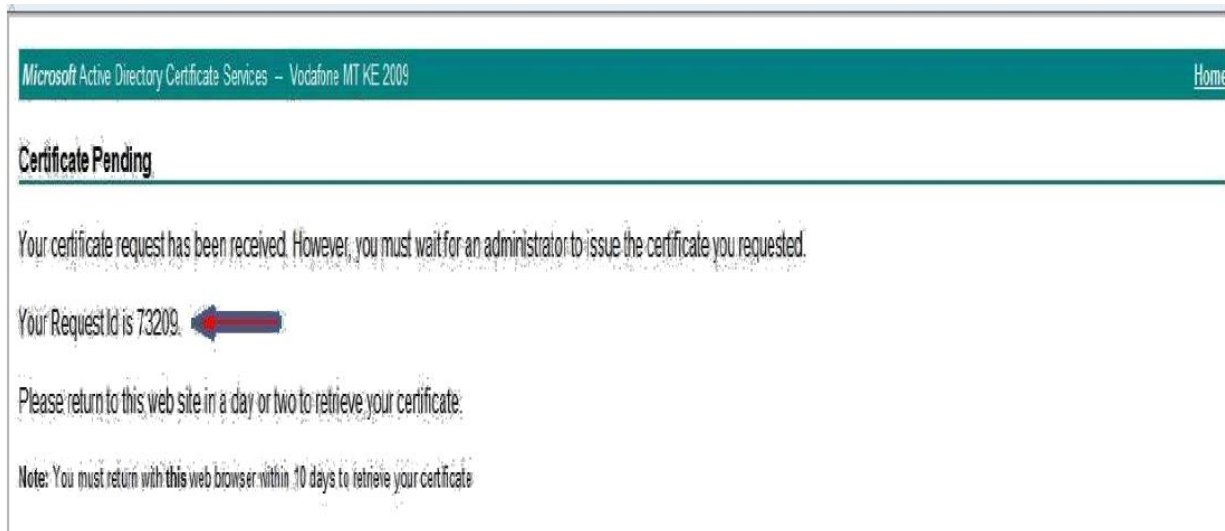 Microsoft Active Directory Certificate Services – Vodafone MT KE 2009 Home
Certificate Pending
Your certificate request has been received. However, you must wait for an administrator to issue the certificate you requested.
Your Request Id is 73209.
Please return to this web site in a day or two to retrieve your certificate.
Note: You must return with this web browser within 10 days to retrieve your certificate